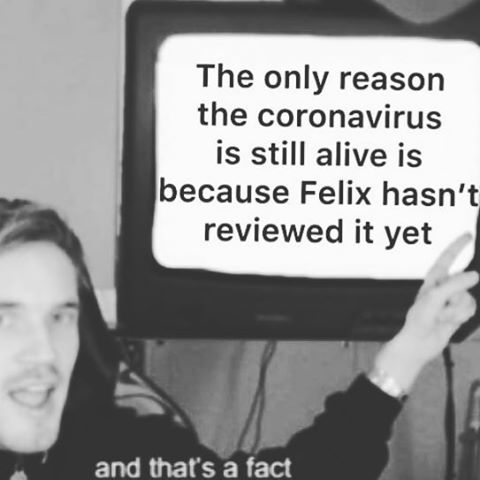 The only reason
the coronavirus
is still alive is
because Felix hasn't
reviewed it yet
and that's a fact